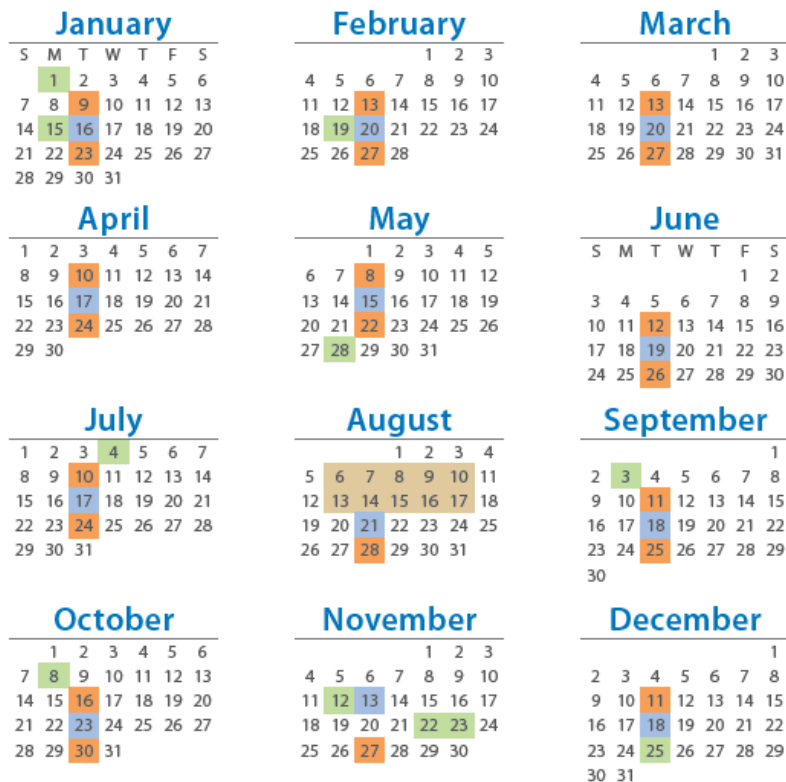 January
S M T W T F S
1 2 3 4 5 6
7 8 9 10 11 12 13
14 15 16 17 18 19 20
21 22 23 24 25 26 27
28 29 30 31
February
1 2 3
4 5 6 7 8 9 10
11 12 13 14 15 16 17
18 19 20 21 22 23 24
25 26 27 28
March
1 2 3
4 5 6 7 8 9 10
11 12 13 14 15 16 17
18 19 20 21 22 23 24
25 26 27 28 29 30 31
April
1 2 3 4 5 6 7
8 9 10 11 12 13 14
15 16 17 18 19 20 21
22 23 24 25 26 27 28
29 30
May
1 2 3 4 5
6 7 8 9 10 11 12
13 14 15 16 17 18 19
20 21 22 23 24 25 26
27 28 29 30 31
June
S M T W T F S
1 2
3 4 5 6 7 8 9
10 11 12 13 14 15 16
17 18 19 20 21 22 23
24 25 26 27 28 29 30
July
1 2 3 4 5 6 7
8 9 10 11 12 13 14
15 16 17 18 19 20 21
22 23 24 25 26 27 28
29 30 31
August
1 2 3 4
5 6 7 8 9 10 11
12 13 14 15 16 17 18
19 20 21 22 23 24 25
26 27 28 29 30 31
September
1
2 3 4 5 6 7 8
9 10 11 12 13 14 15
16 17 18 19 20 21 22
23 24 25 26 27 28 29
30
October
1 2 3 4 5 6
7 8 9 10 11 12 13
14 15 16 17 18 19 20
21 22 23 24 25 26 27
28 29 30 31
November
1 2 3
4 5 6 7 8 9 10
11 12 13 14 15 16 17
18 19 20 21 22 23 24
25 26 27 28 29 30
December
1
2 3 4 5 6 7 8
9 10 11 12 13 14 15
16 17 18 19 20 21 22
23 24 25 26 27 28 29
30 31